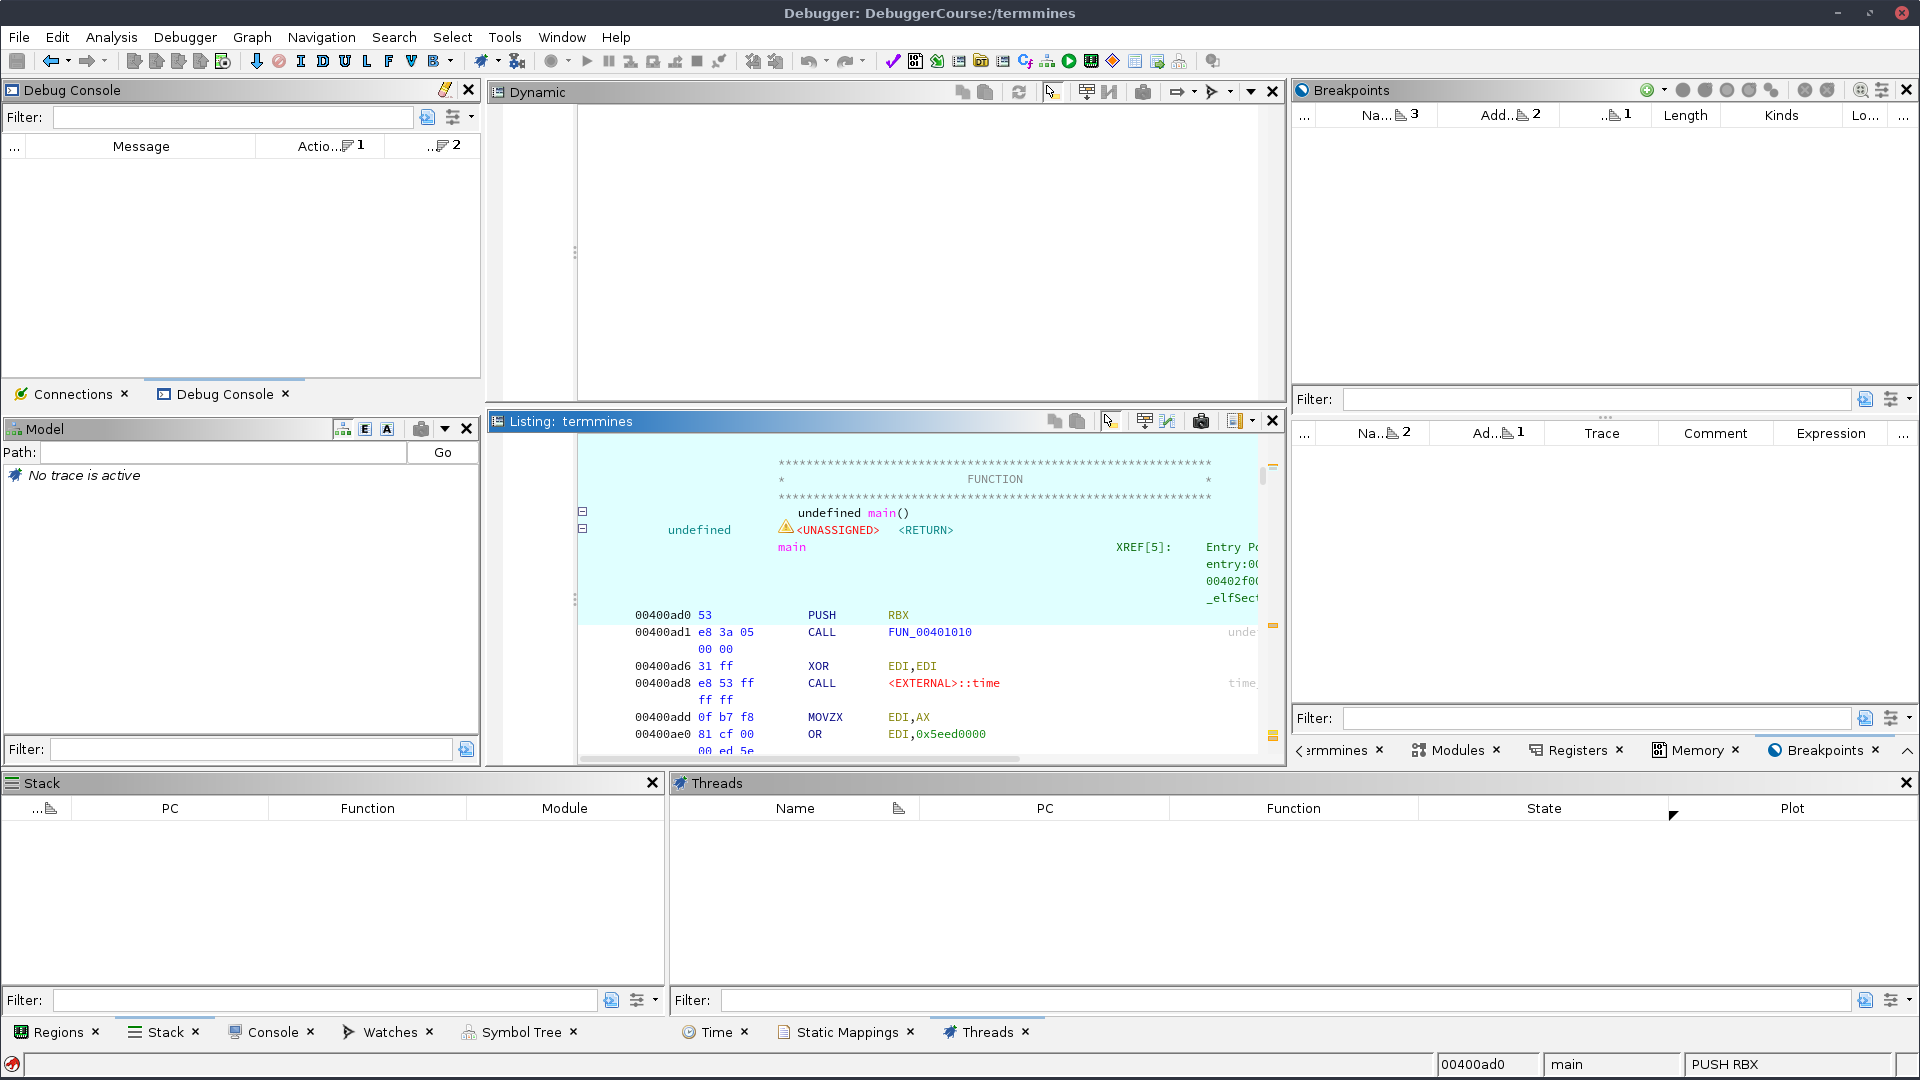 Debugger: DebuggerCourse:/termmines
File Edit Analysis Debugger Graph Navigation Search Select Tools Window Help
I D U L F V B
Debug Console
Filter:
... Message Actio... 1 ... 2
Connections
Debug Console
Model
E A
Path: Go
No trace is active
Filter:
Dynamic
Listing: termmines
**************************************************************
* FUNCTION *
**************************************************************
undefined main()
undefined <UNASSIGNED> <RETURN>
main XREF[5]: Entry Po
entry:00
00402f00
_elfSect
00400ad0 53 PUSH RBX
00400ad1 e8 3a 05 CALL FUN_00401010 unde
00 00
00400ad6 31 ff XOR EDI,EDI
00400ad8 e8 53 ff CALL <EXTERNAL>::time time
ff ff
00400add 0f b7 f8 MOVZX EDI,AX
00400ae0 81 cf 00 OR EDI,0x5eed0000
00 ed 5e
Breakpoints
... Na... 3 Add... 2 ... 1 Length Kinds Lo... ...
Filter:
... Na... 2 Ad... 1 Trace Comment Expression ...
Filter:
ermmines Modules Registers Memory Breakpoints
Stack
... PC Function Module
Filter:
Regions Stack Console Watches Symbol Tree
Threads
Name PC Function State Plot
Filter:
Time Static Mappings Threads
00400ad0 main PUSH RBX